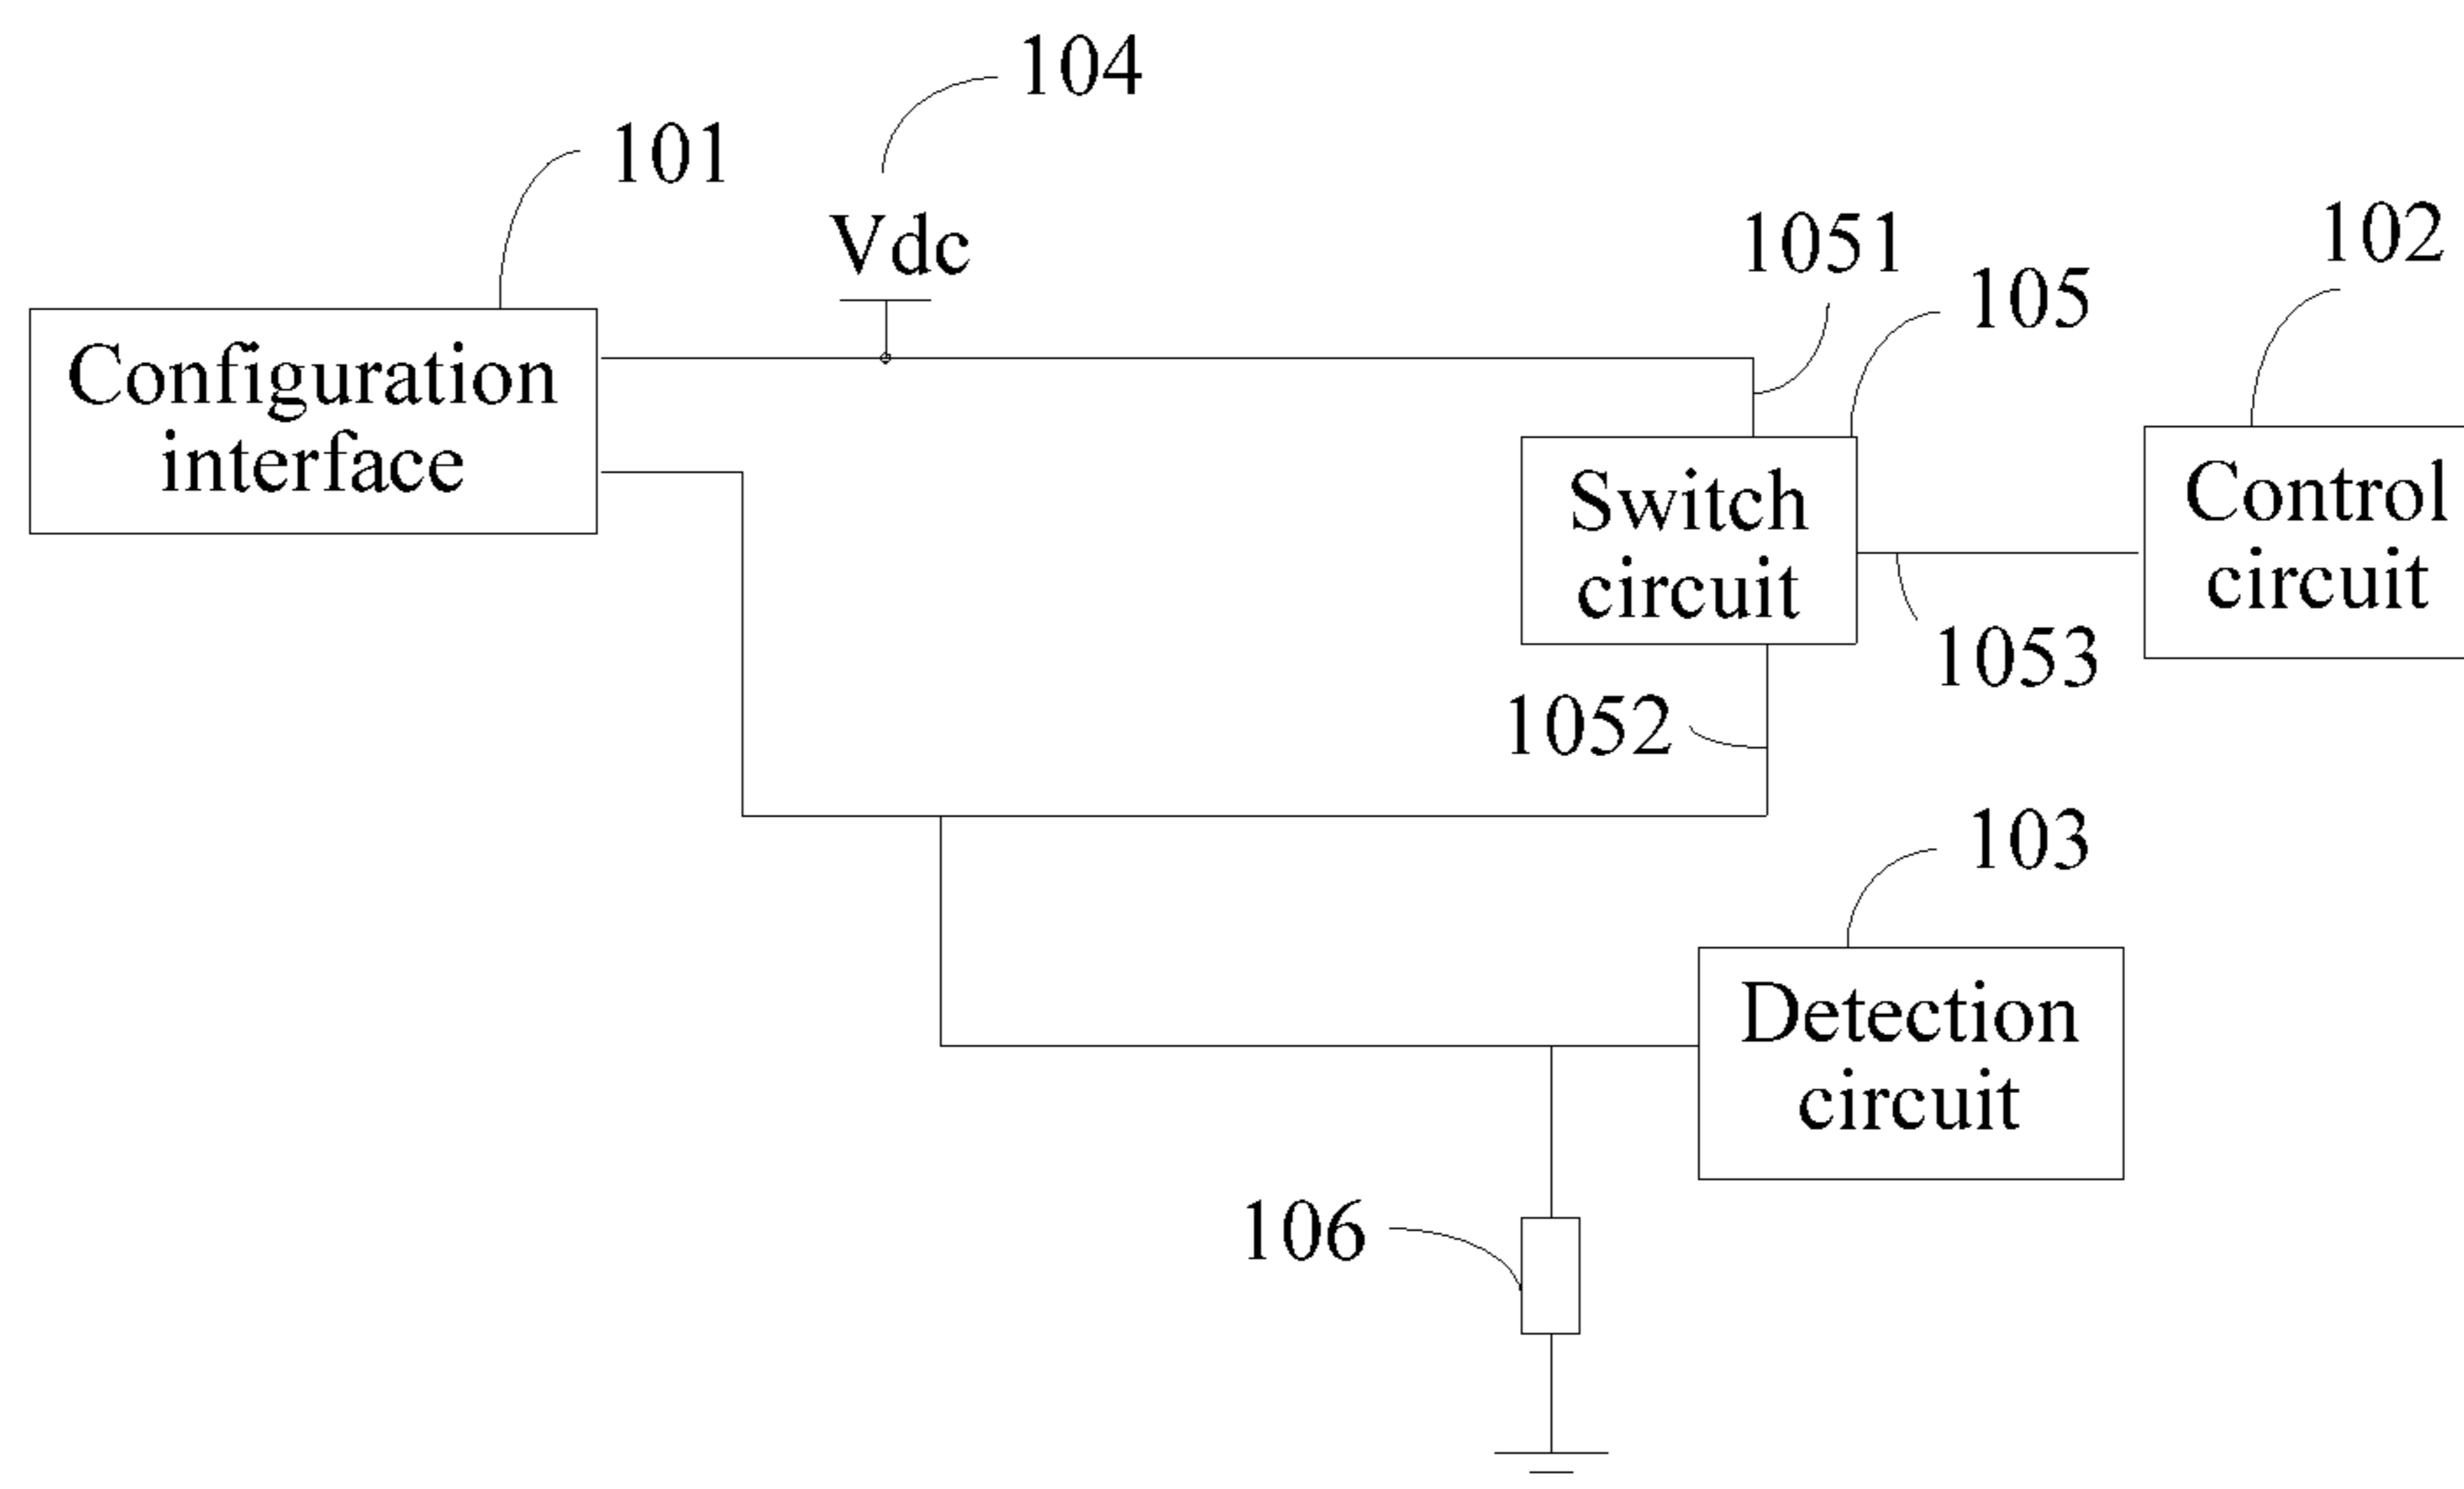 104
101
Vdc
1051
102
105
Configuration
interface
Switch
circuit
Control
circuit
1053
1052
103
Detection
circuit
106